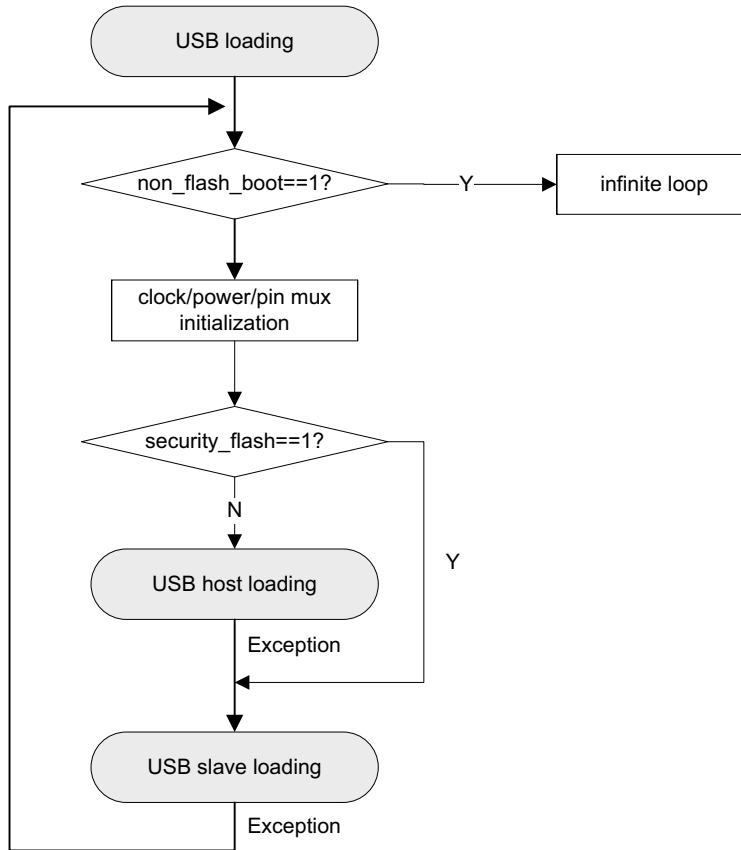 USB loading
non_flash_boot==1?
Y
infinite loop
clock/power/pin mux
initialization
security_flash==1?
N
Y
USB host loading
Exception
USB slave loading
Exception